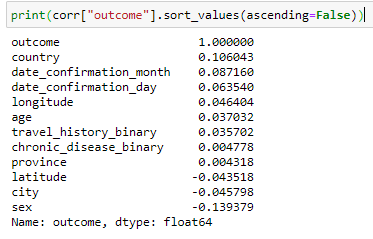 print(corr["outcome"].sort_values(ascending=False))
outcome 1.000000
country 0.106043
date_confirmation_month 0.087160
date_confirmation_day 0.063540
longitude 0.046404
age 0.037032
travel_history_binary 0.035702
chronic_disease_binary 0.004778
province 0.004318
latitude -0.043518
city -0.045798
sex -0.139379
Name: outcome, dtype: float64